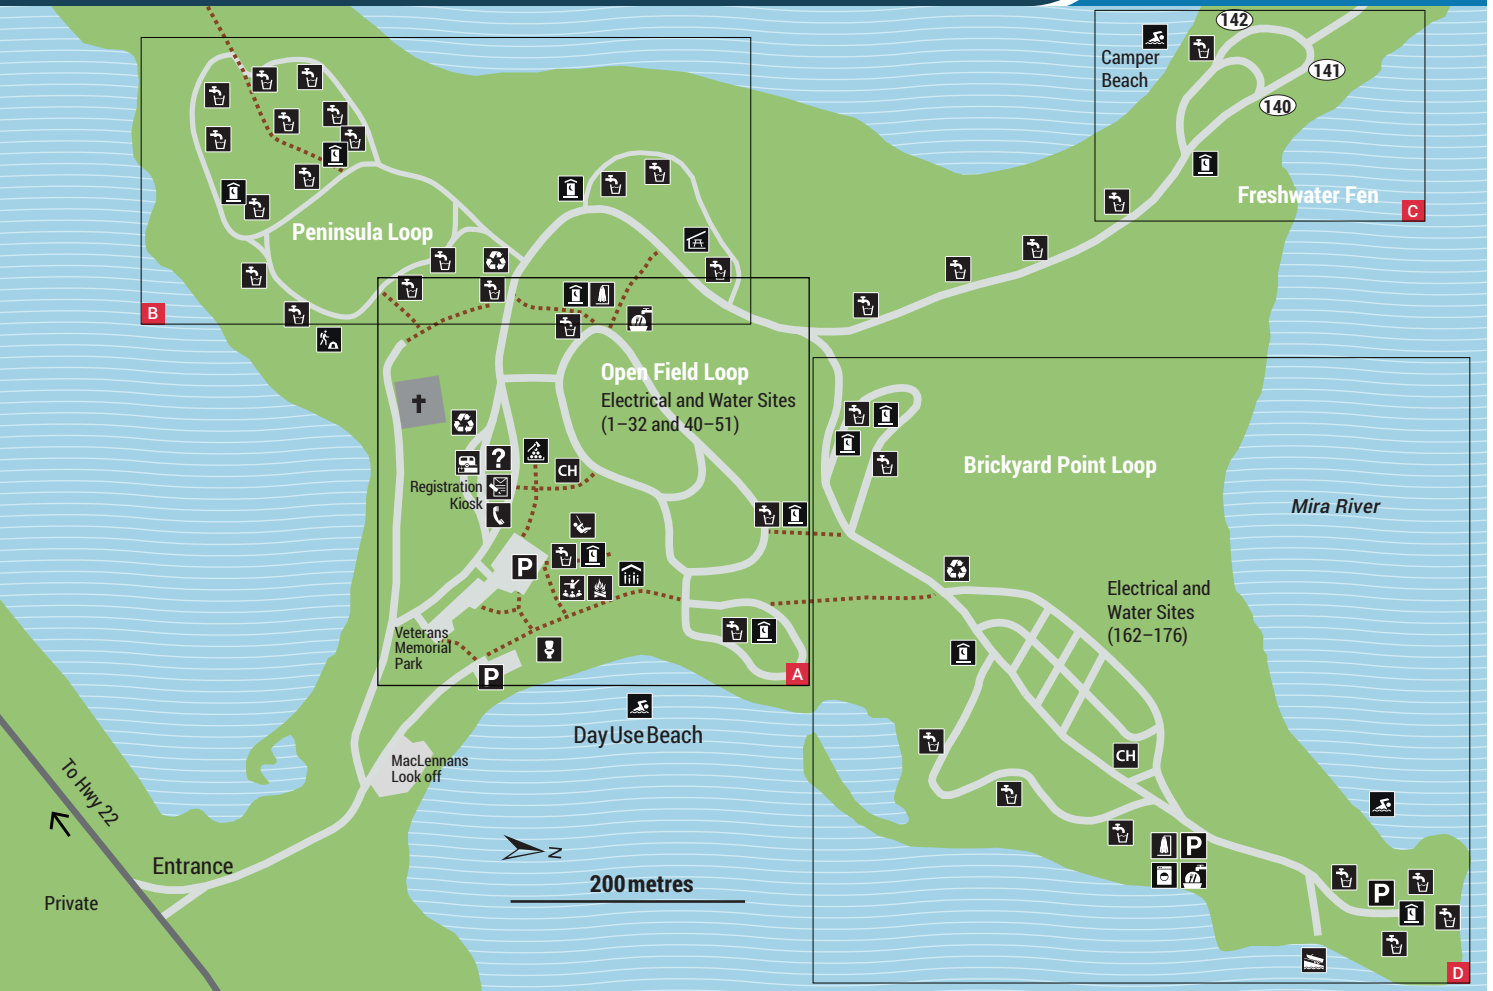 142
Camper
Beach
141
140
Freshwater Fen
C
Peninsula Loop
B
Open Field Loop
Electrical and Water Sites
(1–32 and 40–51)
?
CH
Registration
Kiosk
Brickyard Point Loop
Mira River
P
Electrical and
Water Sites
(162–176)
Veterans
Memorial
Park
P
A
Day Use Beach
CH
MacLennans
Look off
To Hwy 22
Entrance
Private
N
200 metres
P
P
D